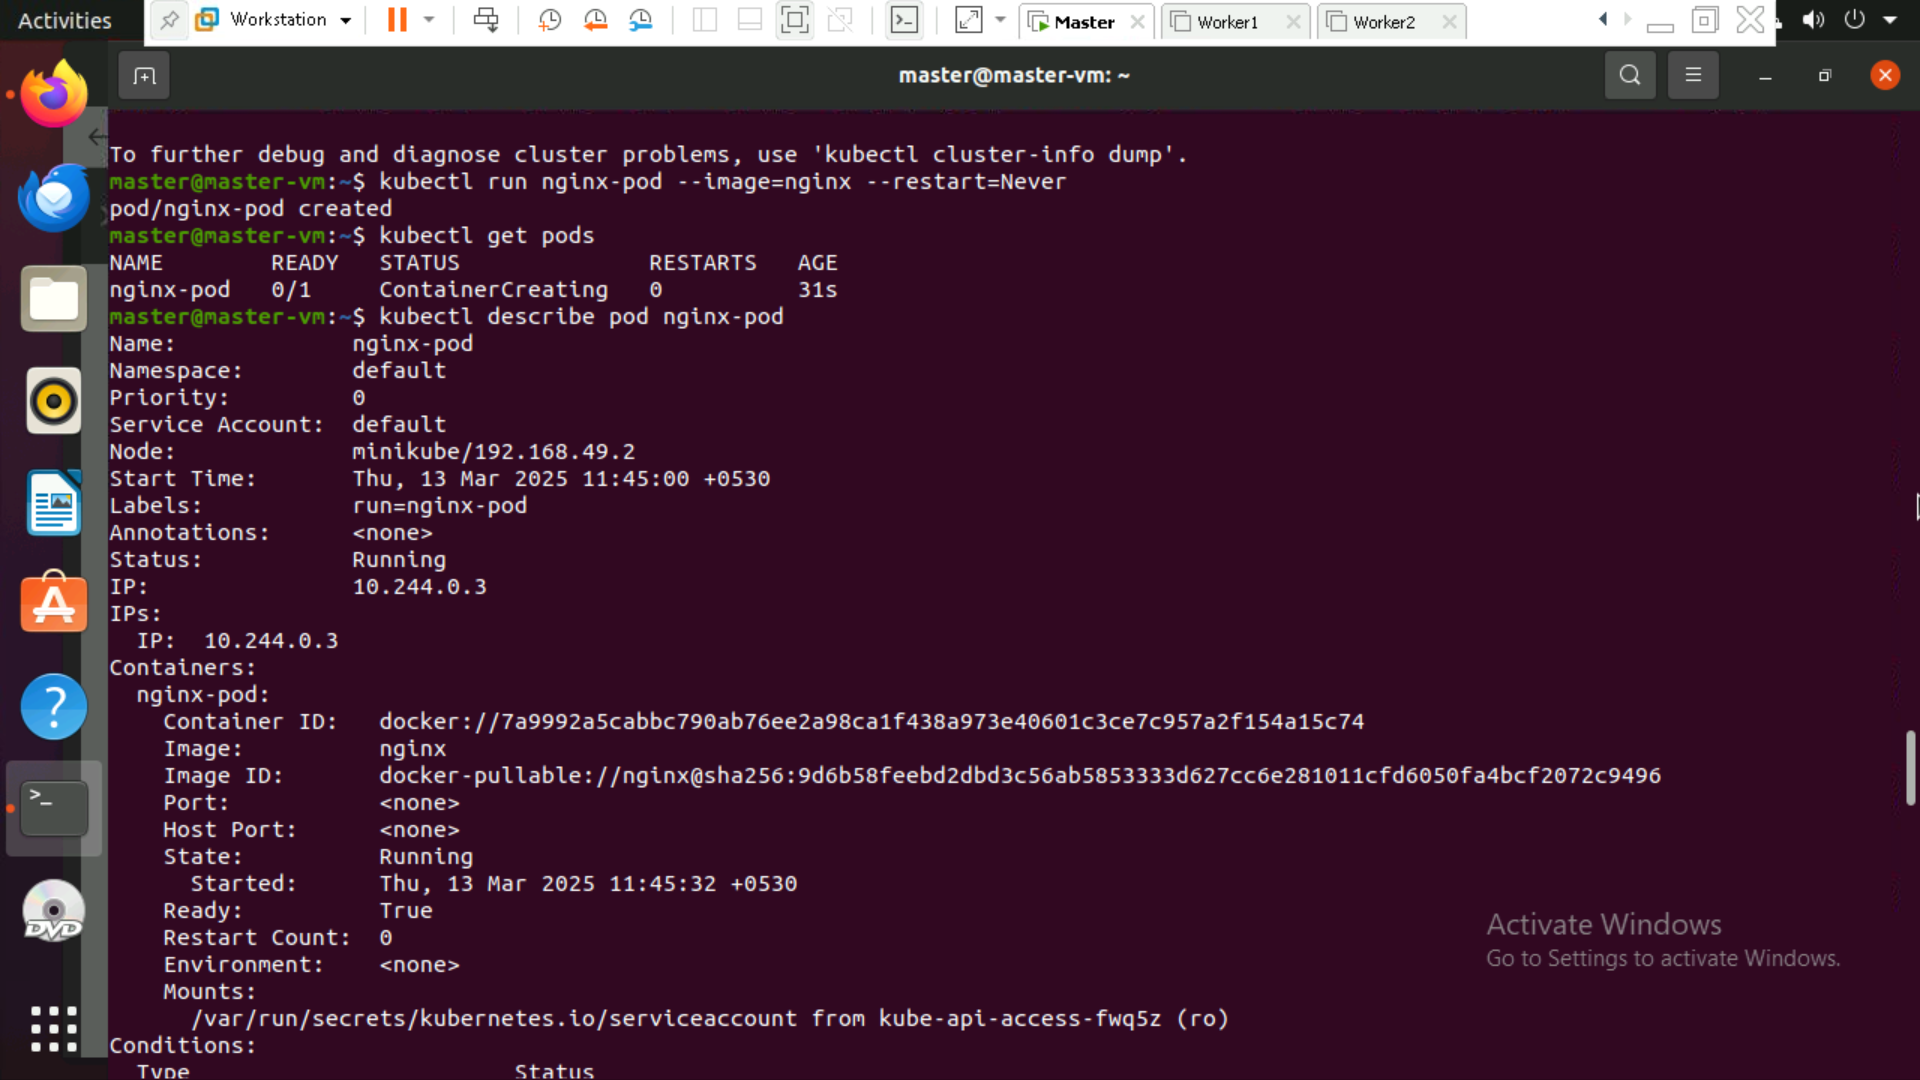 Activities
Workstation
Master
Worker1
Worker2
master@master-vm: ~
To further debug and diagnose cluster problems, use 'kubectl cluster-info dump'.
master@master-vm:~$ kubectl run nginx-pod --image=nginx --restart=Never
pod/nginx-pod created
master@master-vm:~$ kubectl get pods
NAME        READY   STATUS              RESTARTS   AGE
nginx-pod   0/1     ContainerCreating   0          31s
master@master-vm:~$ kubectl describe pod nginx-pod
Name:             nginx-pod
Namespace:        default
Priority:         0
Service Account:  default
Node:             minikube/192.168.49.2
Start Time:       Thu, 13 Mar 2025 11:45:00 +0530
Labels:           run=nginx-pod
Annotations:      <none>
Status:           Running
IP:               10.244.0.3
IPs:
  IP:  10.244.0.3
Containers:
  nginx-pod:
    Container ID:   docker://7a9992a5cabbc790ab76ee2a98ca1f438a973e40601c3ce7c957a2f154a15c74
    Image:          nginx
    Image ID:       docker-pullable://nginx@sha256:9d6b58feebd2dbd3c56ab5853333d627cc6e281011cfd6050fa4bcf2072c9496
    Port:           <none>
    Host Port:      <none>
    State:          Running
      Started:      Thu, 13 Mar 2025 11:45:32 +0530
    Ready:          True
    Restart Count:  0
    Environment:    <none>
    Mounts:
      /var/run/secrets/kubernetes.io/serviceaccount from kube-api-access-fwq5z (ro)
Conditions:
  Type                        Status
Activate Windows
Go to Settings to activate Windows.
DVD